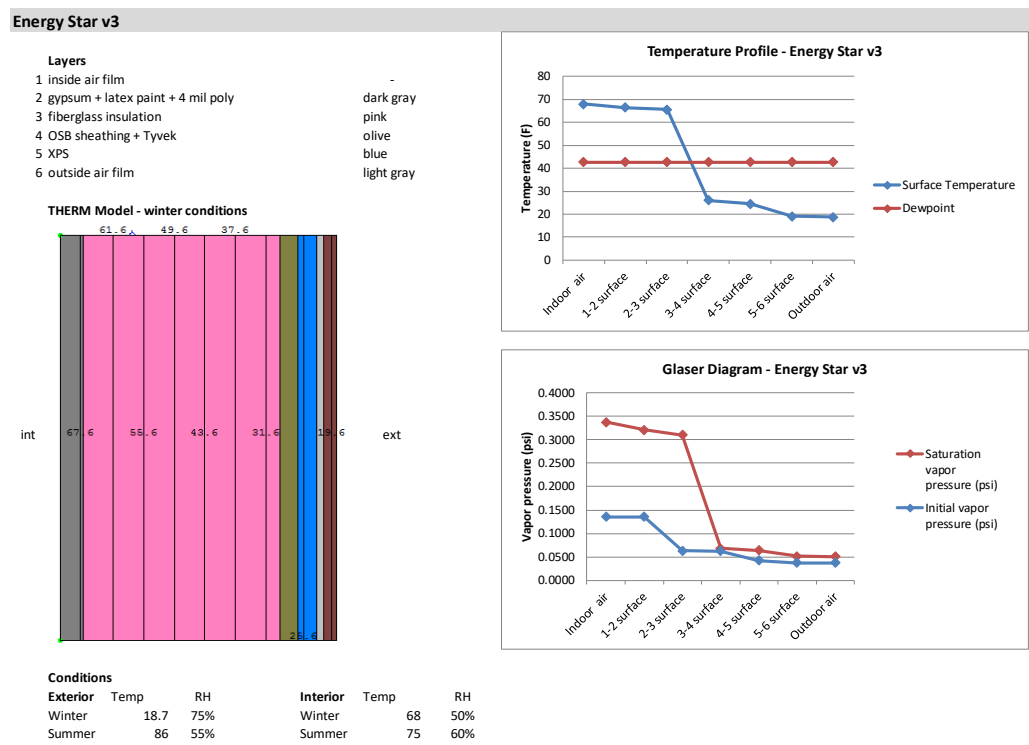 Energy Star v3
Layers
1 inside air film -
2 gypsum + latex paint + 4 mil poly dark gray
3 fiberglass insulation pink
4 OSB sheathing + Tyvek olive
5 XPS blue
6 outside air film light gray
THERM Model - winter conditions
61.6 49.6 37.6
int 67.6 55.6 43.6 31.6 19.6 ext
25.6
Conditions
Exterior Temp RH Interior Temp RH
Winter 18.7 75% Winter 68 50%
Summer 86 55% Summer 75 60%
Temperature Profile - Energy Star v3
Temperature (F)
80
70
60
50
40
30
20
10
0
Indoor air
1-2 surface
2-3 surface
3-4 surface
4-5 surface
5-6 surface
Outdoor air
Surface Temperature
Dewpoint
Glaser Diagram - Energy Star v3
Vapor pressure (psi)
0.4000
0.3500
0.3000
0.2500
0.2000
0.1500
0.1000
0.0500
0.0000
Indoor air
1-2 surface
2-3 surface
3-4 surface
4-5 surface
5-6 surface
Outdoor air
Saturation
vapor
pressure (psi)
Initial vapor
pressure (psi)